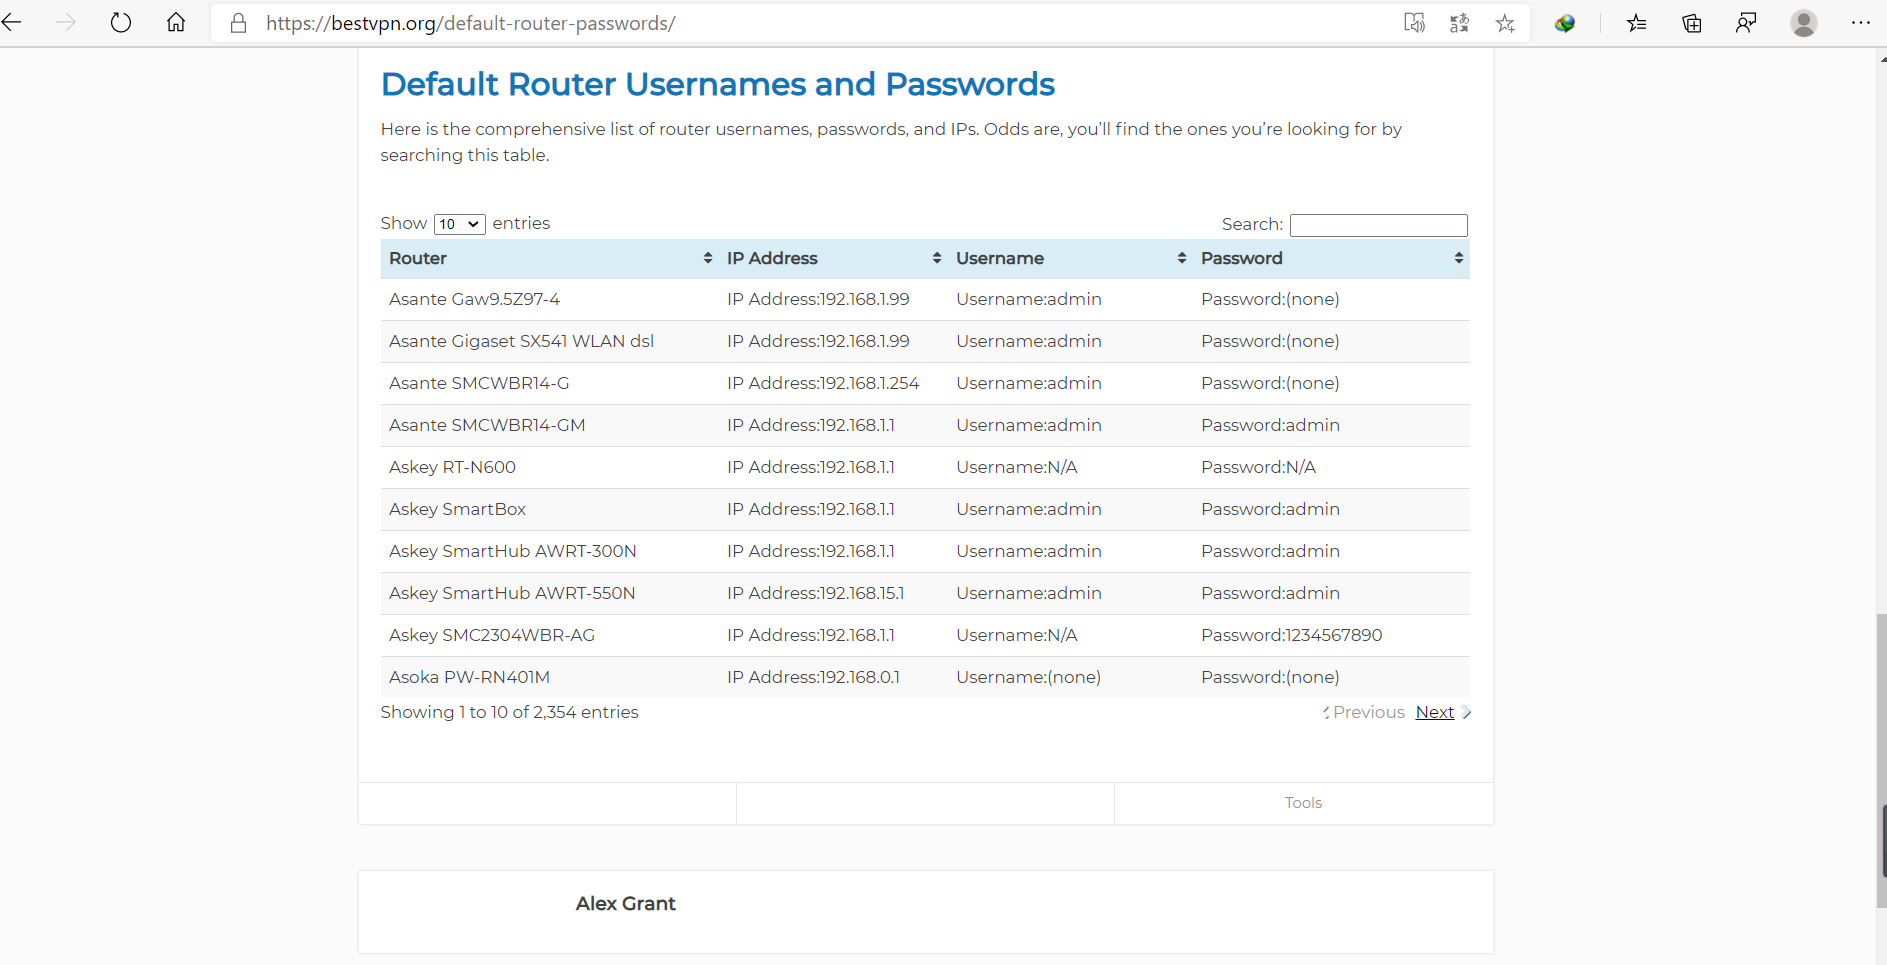 https://bestvpn.org/default-router-passwords/
Default Router Usernames and Passwords
Here is the comprehensive list of router usernames, passwords, and IPs. Odds are, you’ll find the ones you’re looking for by
searching this table.
Show 10 entries Search:
Router IP Address Username Password
Asante Gaw9.5Z97-4 IP Address:192.168.1.99 Username:admin Password:(none)
Asante Gigaset SX541 WLAN dsl IP Address:192.168.1.99 Username:admin Password:(none)
Asante SMCWBR14-G IP Address:192.168.1.254 Username:admin Password:(none)
Asante SMCWBR14-GM IP Address:192.168.1.1 Username:admin Password:admin
Askey RT-N600 IP Address:192.168.1.1 Username:N/A Password:N/A
Askey SmartBox IP Address:192.168.1.1 Username:admin Password:admin
Askey SmartHub AWRT-300N IP Address:192.168.1.1 Username:admin Password:admin
Askey SmartHub AWRT-550N IP Address:192.168.15.1 Username:admin Password:admin
Askey SMC2304WBR-AG IP Address:192.168.1.1 Username:N/A Password:1234567890
Asoka PW-RN401M IP Address:192.168.0.1 Username:(none) Password:(none)
Showing 1 to 10 of 2,354 entries Previous Next
Tools
Alex Grant